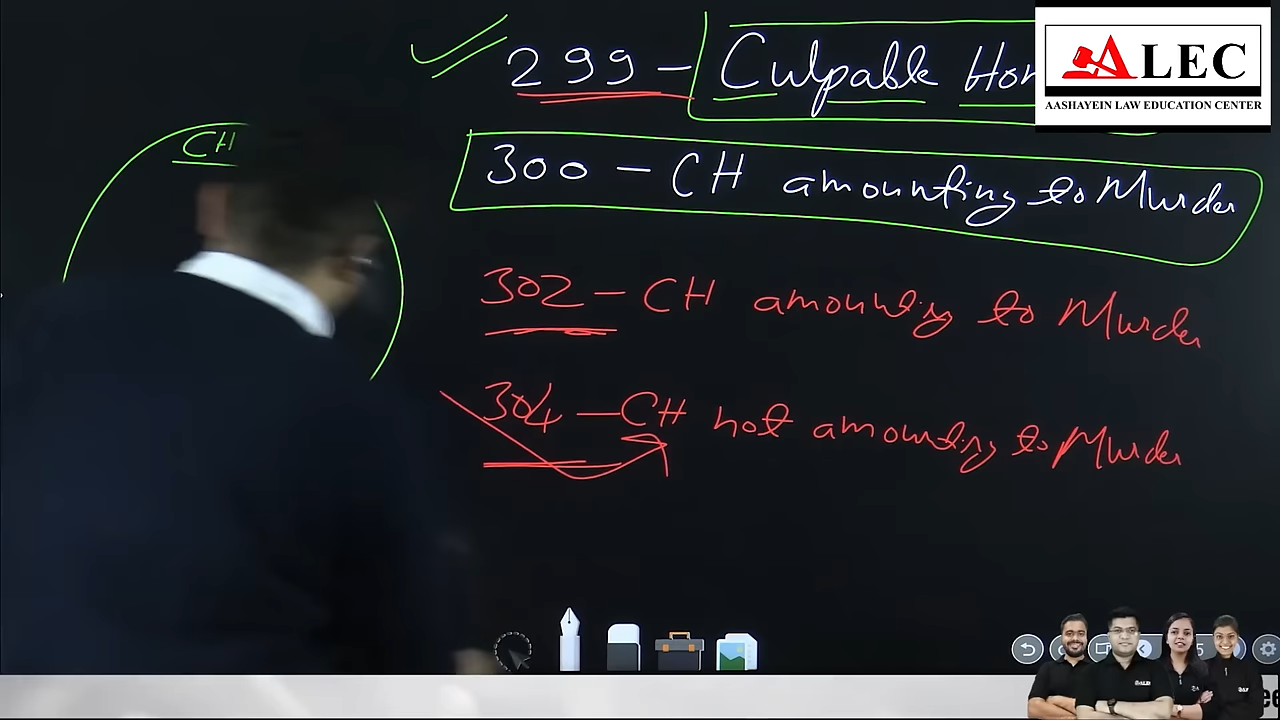 299 - Culpable Hom
ALEC
AASHAYEIN LAW EDUCATION CENTER
CH
300 - CH amounting to Murder
302 - CH amounting to Murder
304 - CH not amounting to Murder